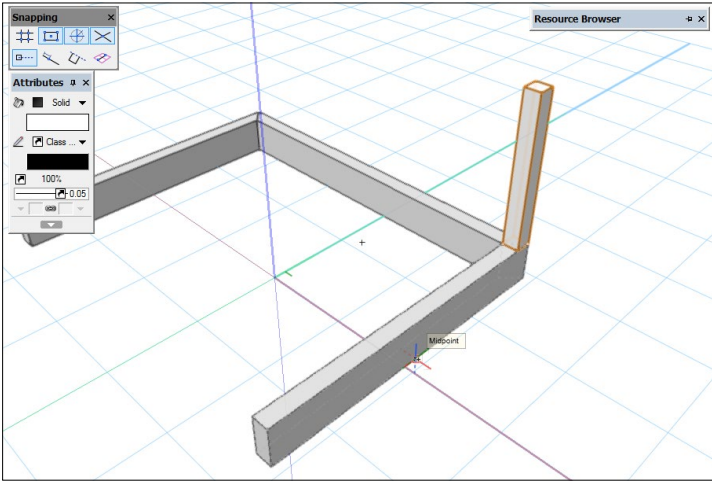 Snapping
Resource Browser
Attributes
Solid
Class ...
100%
0.05
Midpoint